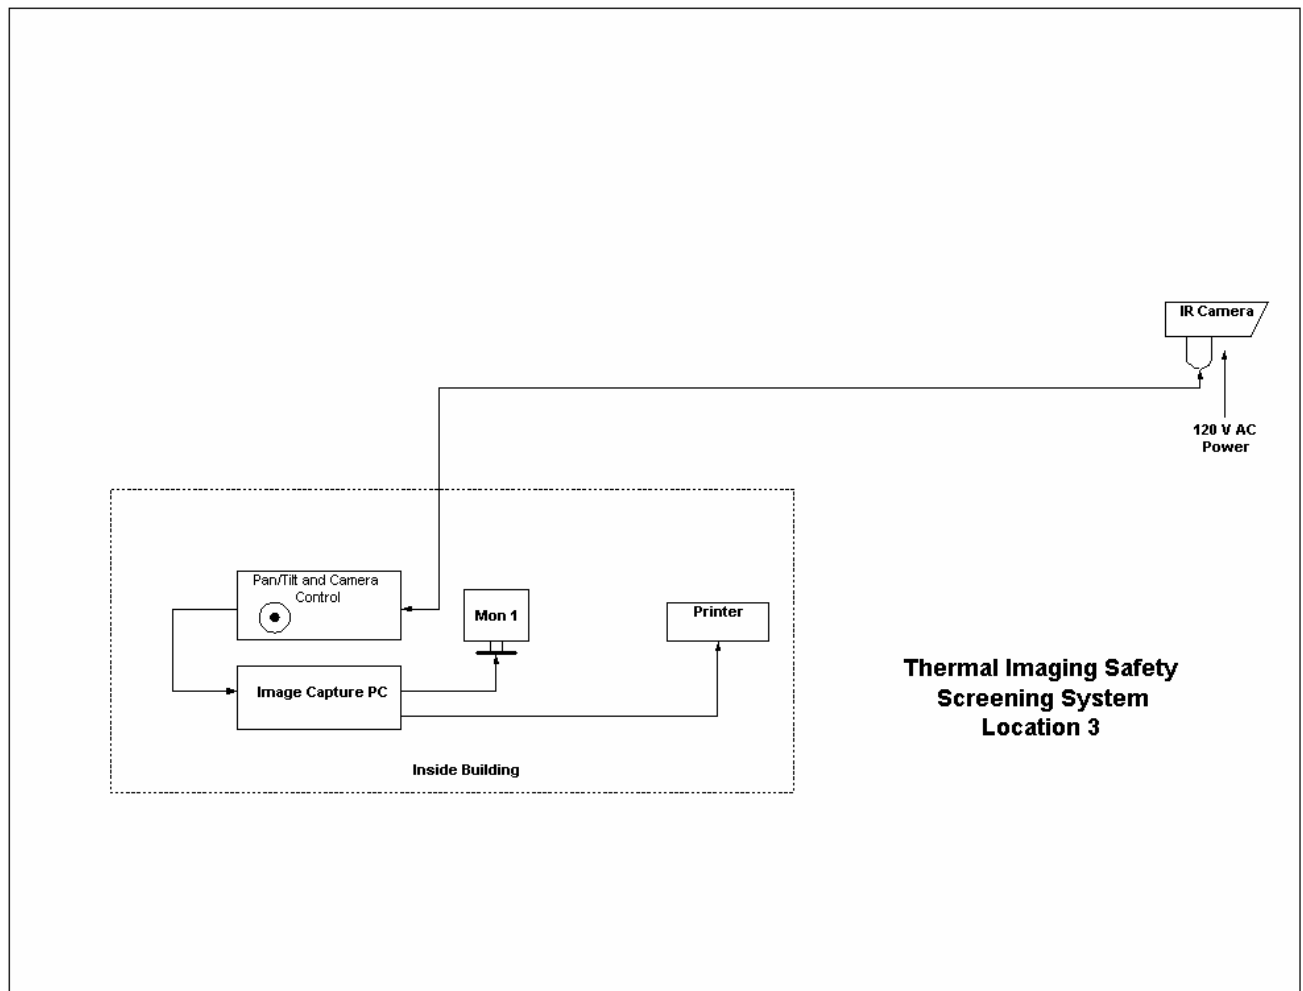 IR Camera
120 V AC
Power
Pan/Tilt and Camera
Control
Mon 1
Printer
Image Capture PC
Inside Building
Thermal Imaging Safety
Screening System
Location 3